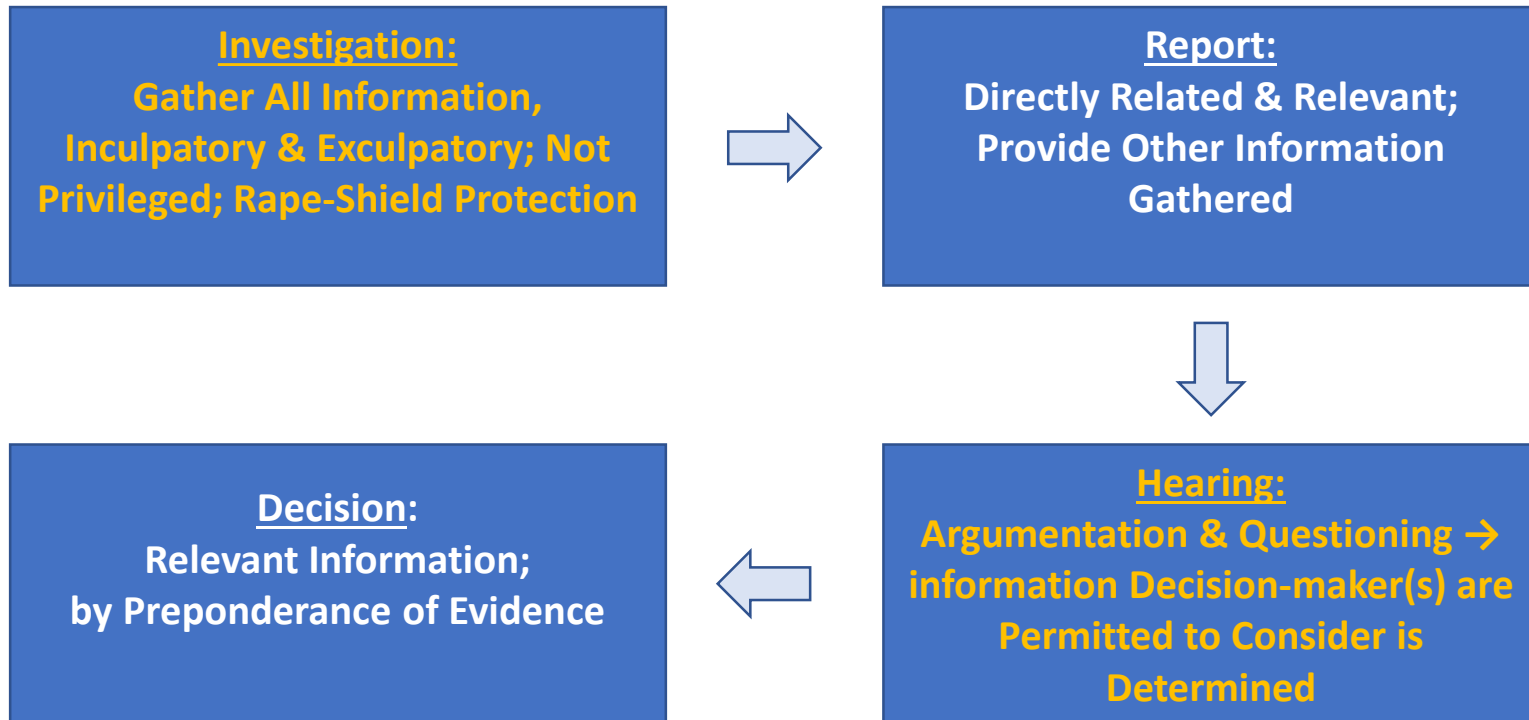 Investigation:
Gather All Information,
Inculpatory & Exculpatory; Not
Privileged; Rape-Shield Protection
Report:
Directly Related & Relevant;
Provide Other Information
Gathered
Hearing:
Argumentation & Questioning →
information Decision-maker(s) are
Permitted to Consider is
Determined
Decision:
Relevant Information;
by Preponderance of Evidence